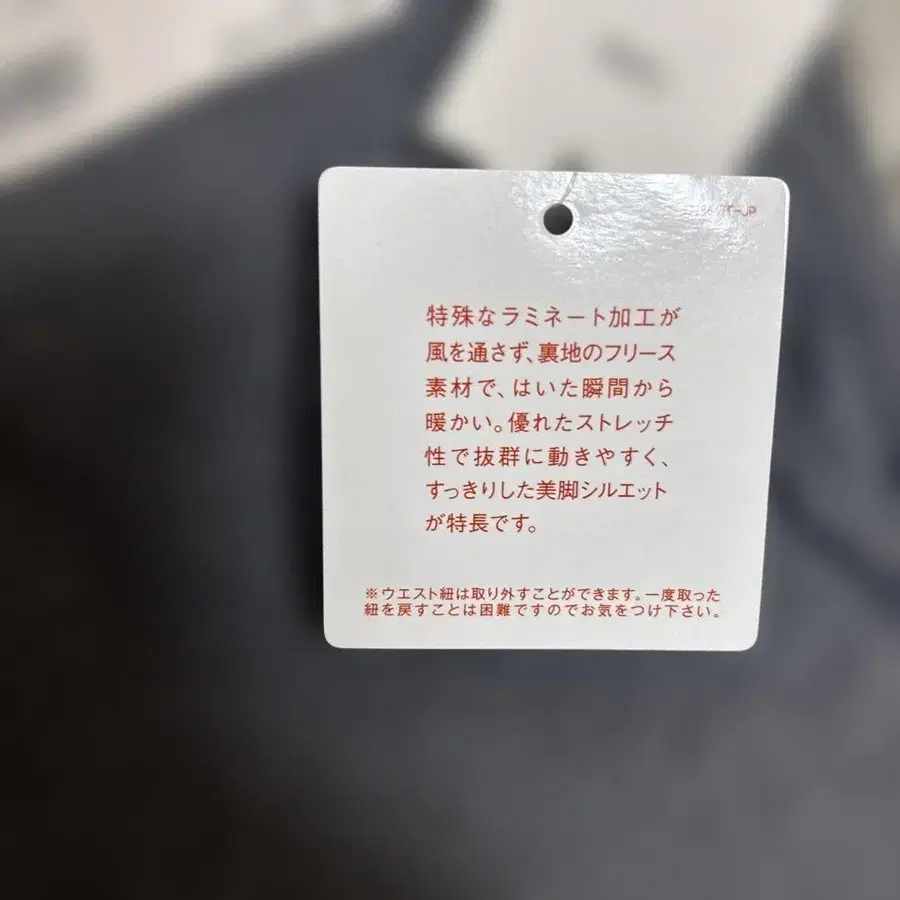 特殊なラミネート加工が
風を通さず、裏地のフリース
素材で、はいた瞬間から
暖かい。優れたストレッチ
性で抜群に動きやすく、
すっきりした美脚シルエット
が特長です。
※ウエスト紐は取り外すことができます。一度取った
紐を戻すことは困難ですのでお気をつけ下さい。